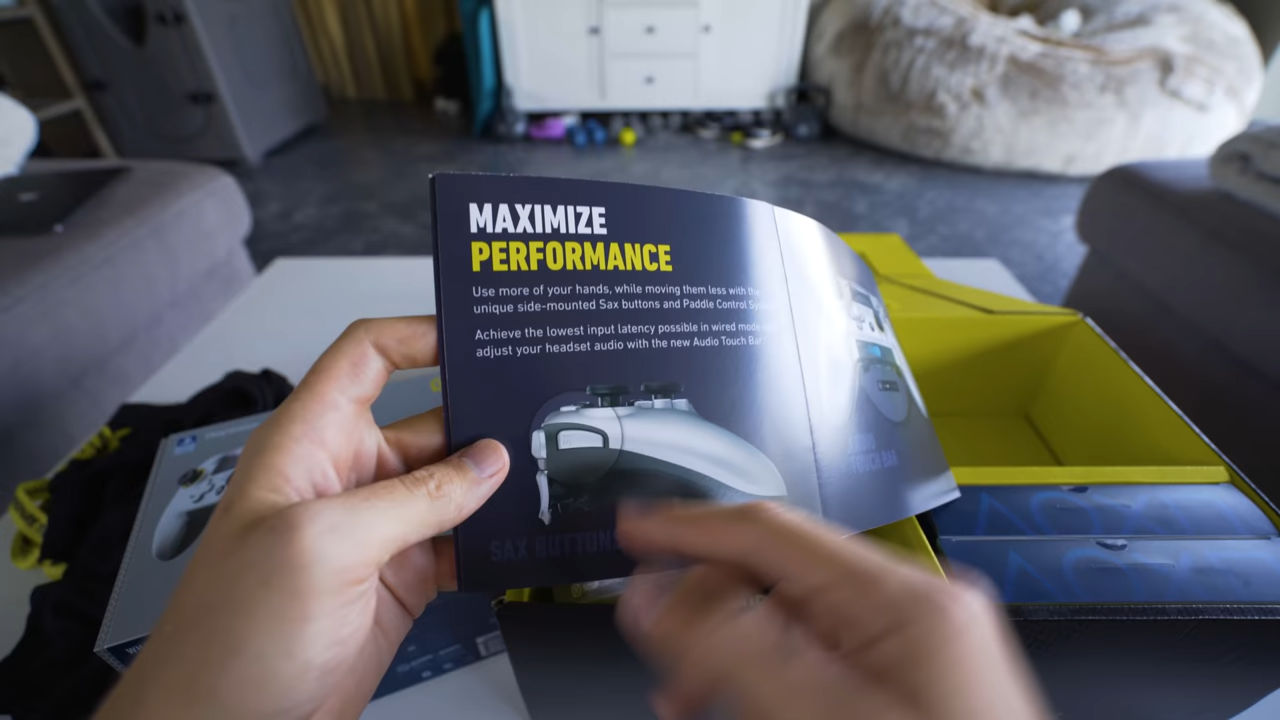 MAXIMIZE
PERFORMANCE
Use more of your hands, while moving them less with the
unique side-mounted Sax buttons and Paddle Control
Achieve the lowest input latency possible in wired mode
adjust your headset audio with the new Audio Touch Bar
SAX BUTTONS
TOUCH BAR